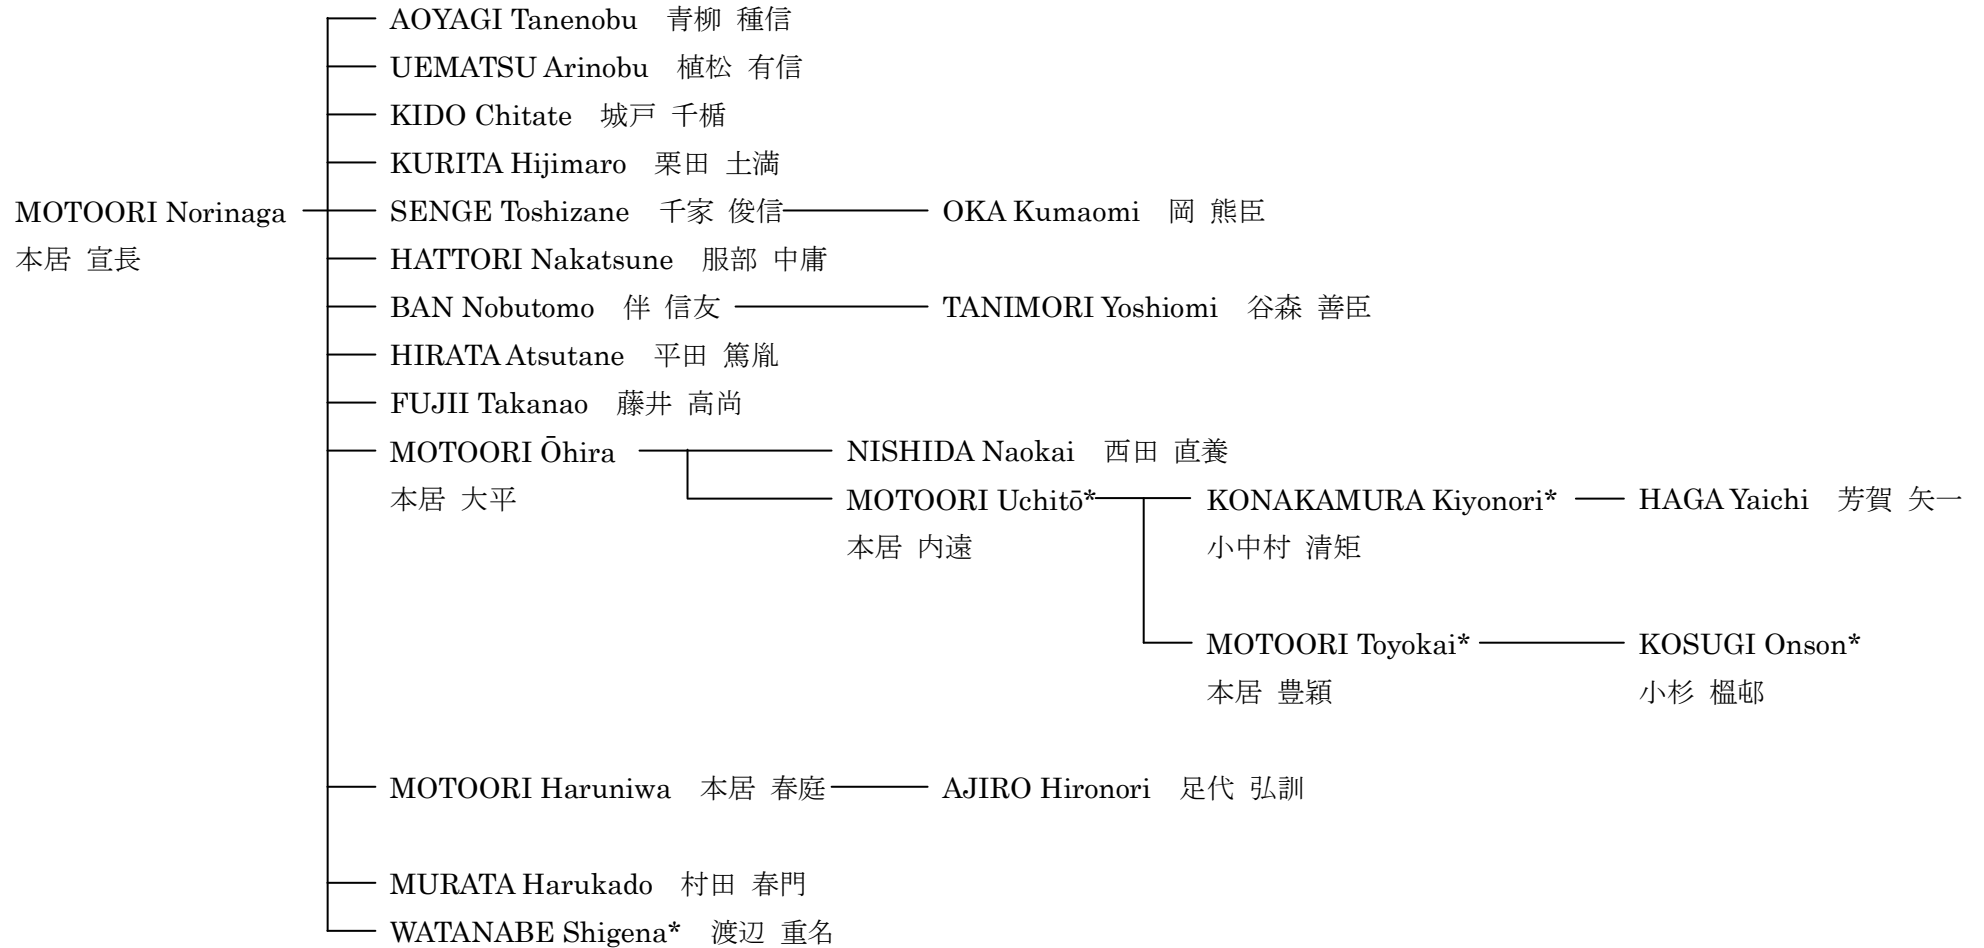 AOYAGI Tanenobu 青柳 種信
UEMATSU Arinobu 植松 有信
KIDO Chitate 城戸 千楯
KURITA Hijimaro 栗田 土満
MOTOORI Norinaga SENGE Toshizane 千家 俊信 OKA Kumaomi 岡 熊臣
本居 宣長 HATTORI Nakatsune 服部 中庸
BAN Nobutomo 伴 信友 TANIMORI Yoshiomi 谷森 善臣
HIRATA Atsutane 平田 篤胤
FUJII Takanao 藤井 高尚
MOTOORI Ōhira NISHIDA Naokai 西田 直養
本居 大平 MOTOORI Uchitō* KONAKAMURA Kiyonori* HAGA Yaichi 芳賀 矢一
本居 内遠 小中村 清矩
MOTOORI Toyokai* KOSUGI Onson*
本居 豊穎 小杉 榲邨
MOTOORI Haruniwa 本居 春庭 AJIRO Hironori 足代 弘訓
MURATA Harukado 村田 春門
WATANABE Shigena* 渡辺 重名